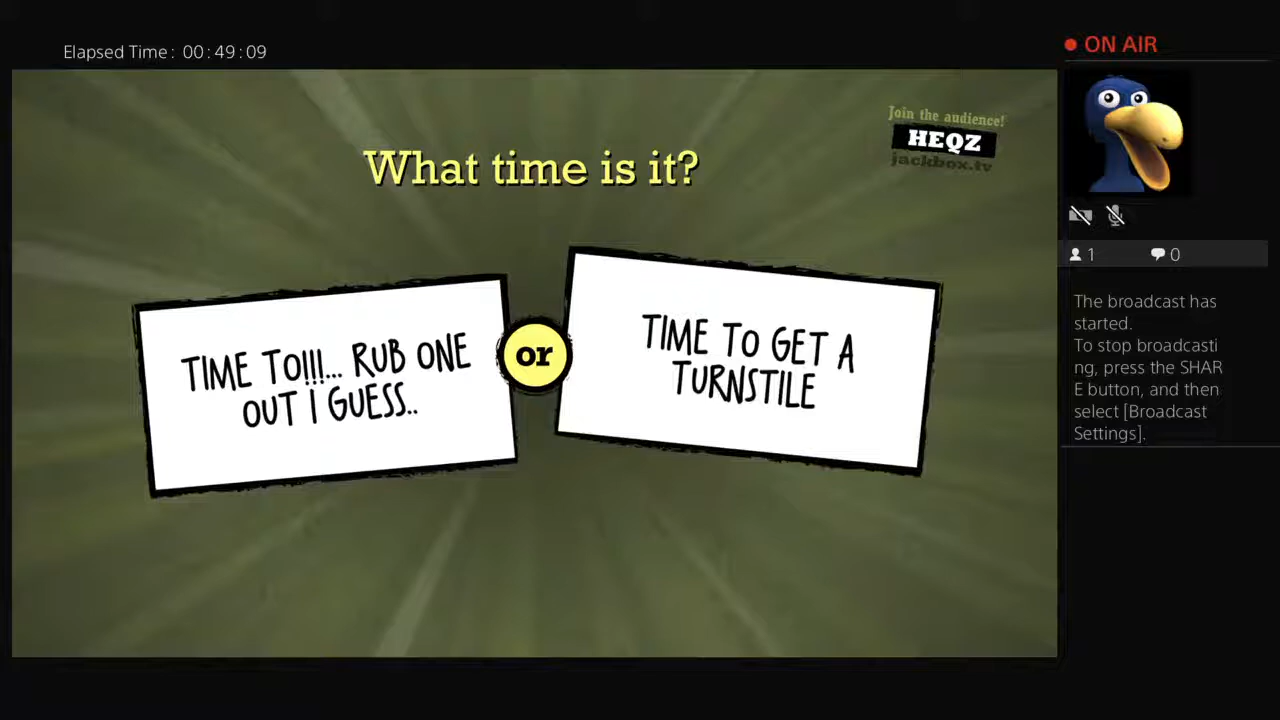 Elapsed Time: 00:49:09
ON AIR
Join the audience!
HEQZ
jackbox.tv
What time is it?
TIME TO!!!... RUB ONE
OUT I GUESS..
or
TIME TO GET A
TURNSTILE
1
0
The broadcast has
started.
To stop broadcasti
ng, press the SHAR
E button, and then
select [Broadcast
Settings].